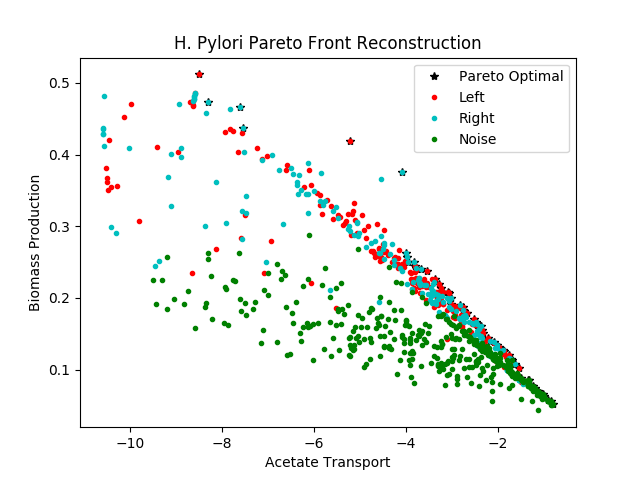 H. Pylori Pareto Front Reconstruction
Pareto Optimal
Left
Right
Noise
0.5
0.4
0.3
0.2
0.1
Biomass Production
−10
−8
−6
−4
−2
Acetate Transport